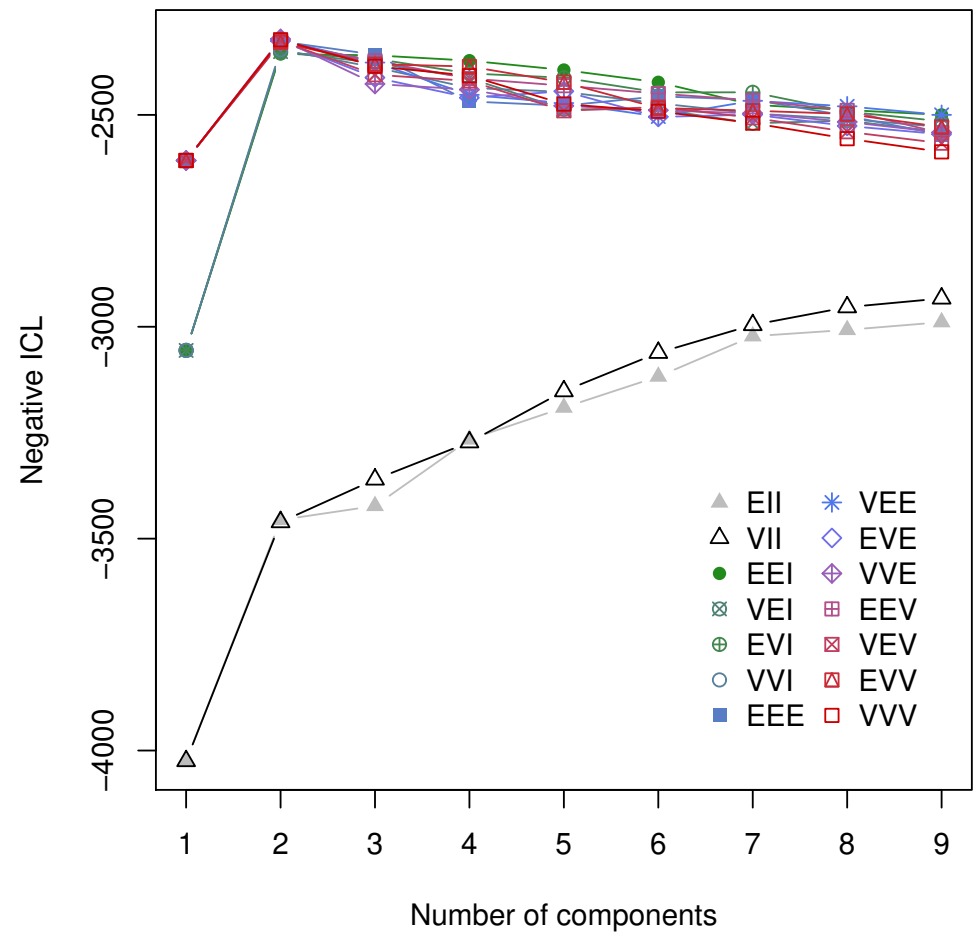 Negative ICL
−2500
−3000
−3500
−4000
EII
VII
EEI
VEI
EVI
VVI
EEE
VEE
EVE
VVE
EEV
VEV
EVV
VVV
1 2 3 4 5 6 7 8 9
Number of components